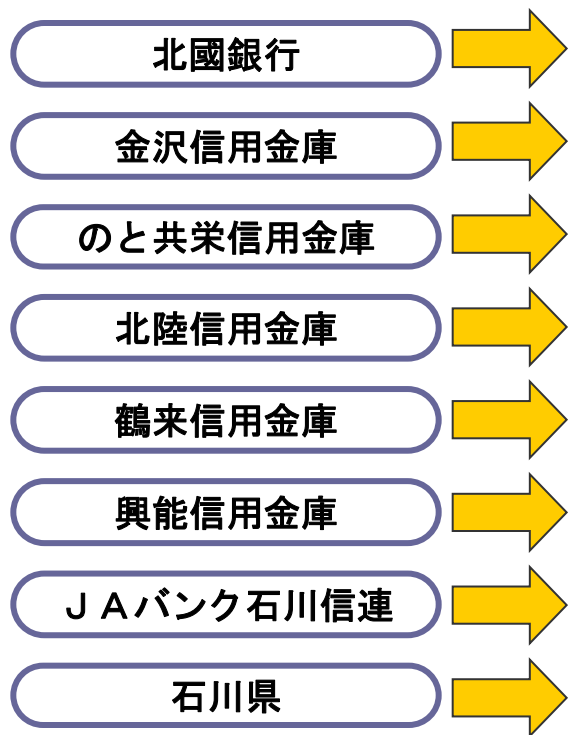 北國銀行
金沢信用金庫
のと共栄信用金庫
北陸信用金庫
鶴来信用金庫
興能信用金庫
ＪＡバンク石川信連
石川県